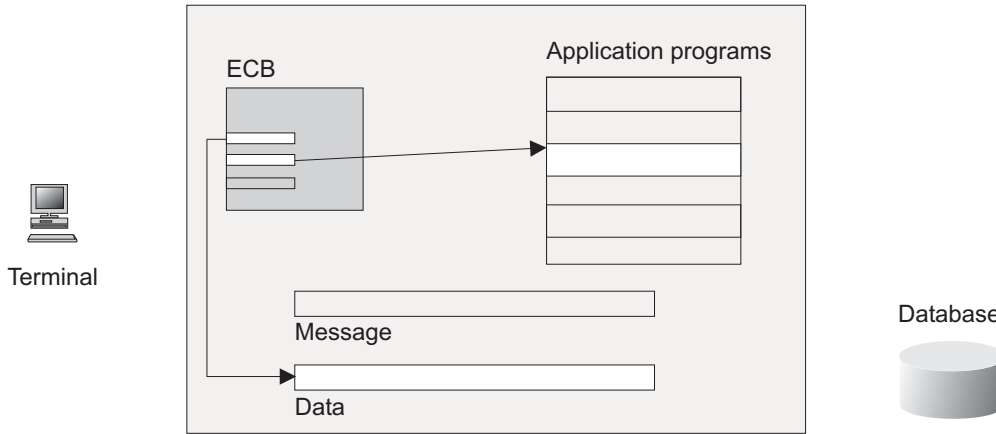 ECB
Application programs
Terminal
Message
Database
Data